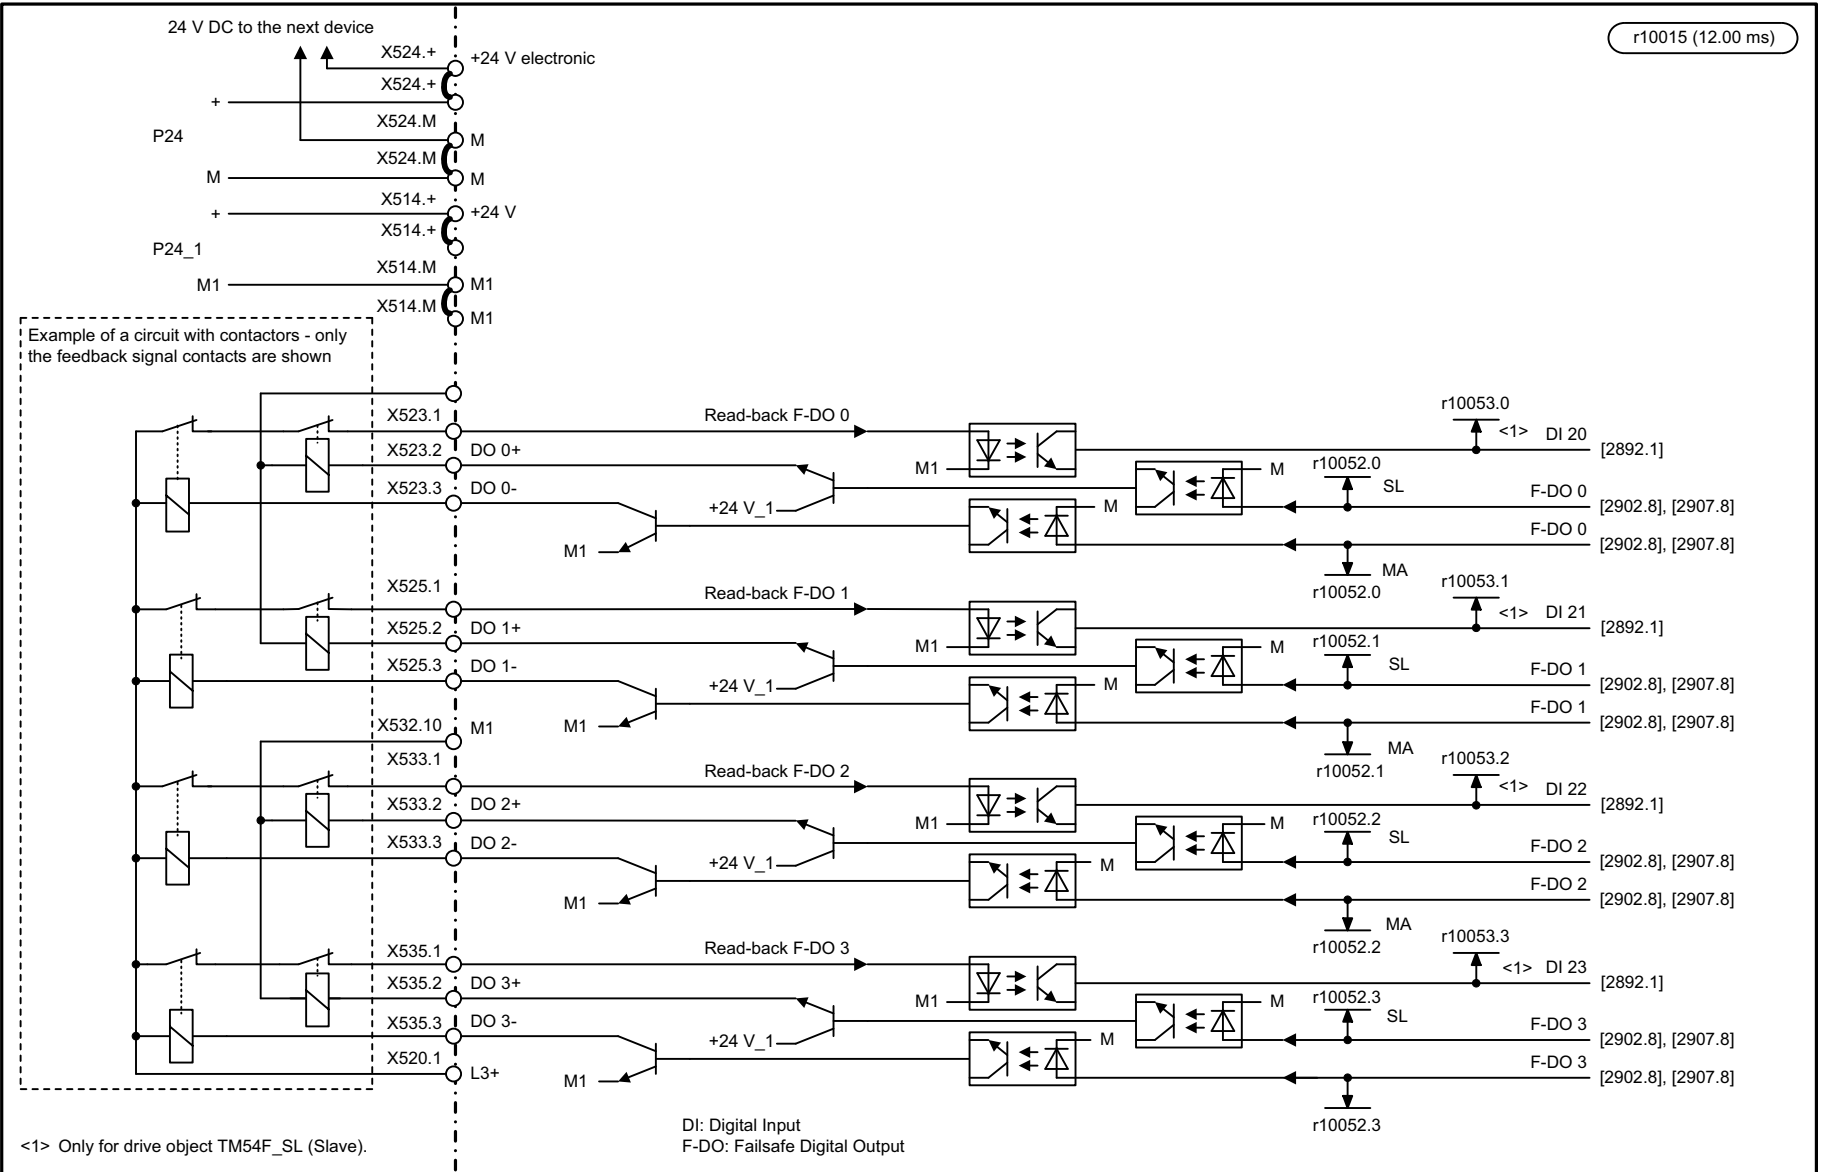 24 V DC to the next device
r10015 (12.00 ms)
X524.+
+24 V electronic
X524.+
+
X524.M
P24
M
X524.M
M
M
X514.+
+
+24 V
X514.+
P24_1
X514.M
M1
M1
X514.M
M1
Example of a circuit with contactors - only
the feedback signal contacts are shown
X523.1
Read-back F-DO 0
r10053.0
<1>
DI 20
[2892.1]
X523.2
DO 0+
M1
M
r10052.0
SL
X523.3
DO 0-
+24 V_1
M
F-DO 0
[2902.8], [2907.8]
F-DO 0
[2902.8], [2907.8]
M1
MA
r10052.0
X525.1
Read-back F-DO 1
r10053.1
<1>
DI 21
[2892.1]
X525.2
DO 1+
M1
M
r10052.1
SL
X525.3
DO 1-
+24 V_1
M
F-DO 1
[2902.8], [2907.8]
F-DO 1
[2902.8], [2907.8]
X532.10
M1
M1
MA
r10052.1
X533.1
Read-back F-DO 2
r10053.2
<1>
DI 22
[2892.1]
X533.2
DO 2+
M1
M
r10052.2
SL
X533.3
DO 2-
+24 V_1
M
F-DO 2
[2902.8], [2907.8]
F-DO 2
[2902.8], [2907.8]
M1
MA
r10052.2
X535.1
Read-back F-DO 3
r10053.3
<1>
DI 23
[2892.1]
X535.2
DO 3+
M1
M
r10052.3
SL
X535.3
DO 3-
+24 V_1
M
F-DO 3
[2902.8], [2907.8]
F-DO 3
[2902.8], [2907.8]
X520.1
L3+
M1
r10052.3
DI: Digital Input
F-DO: Failsafe Digital Output
<1> Only for drive object TM54F_SL (Slave).